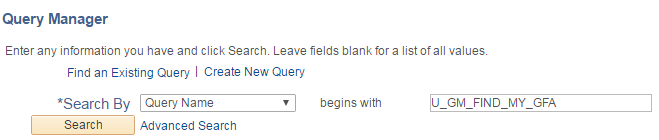 Query Manager
Enter any information you have and click Search. Leave fields blank for a list of all values.
Find an Existing Query | Create New Query
*Search By Query Name begins with U_GM_FIND_MY_GFA
Search Advanced Search